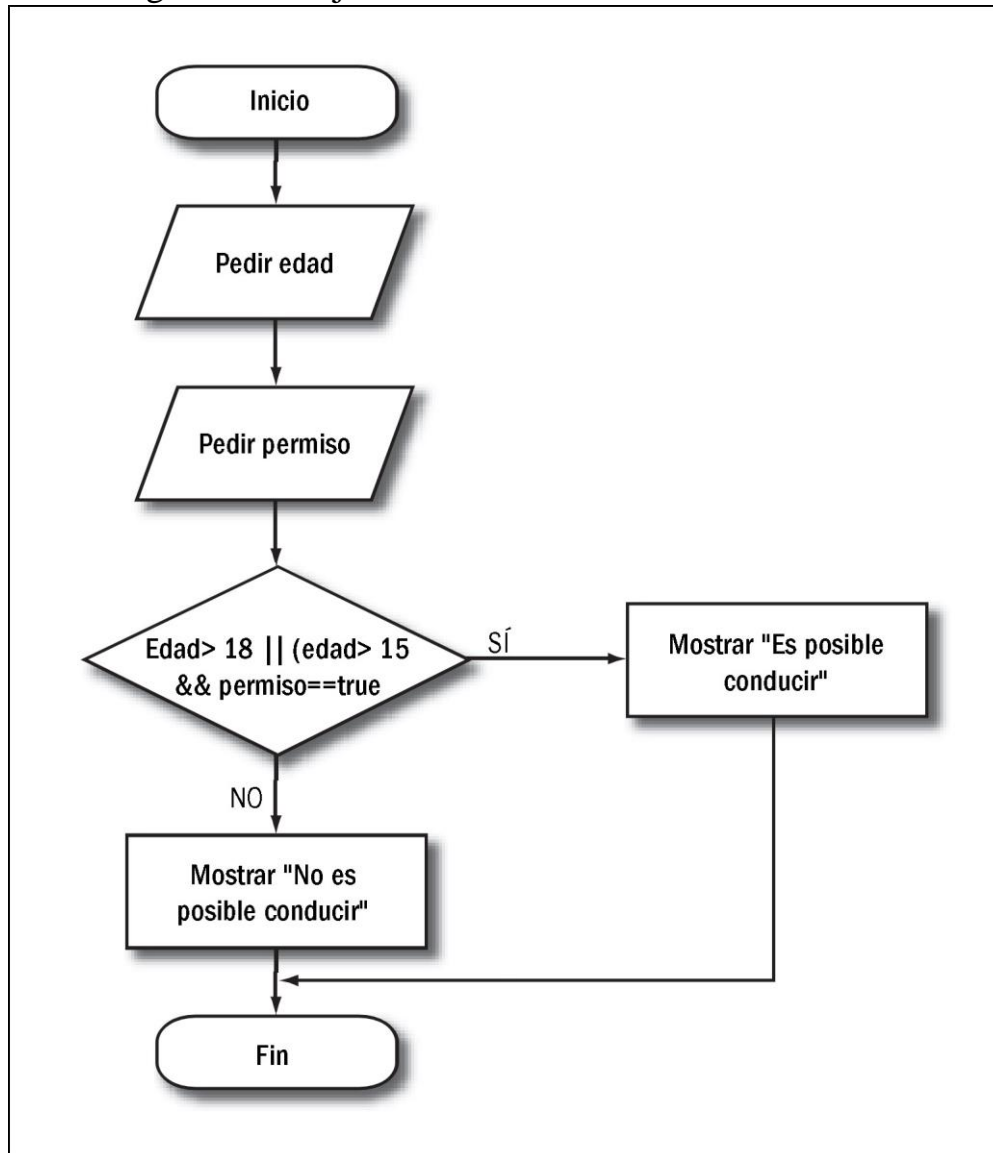 Inicio
Pedir edad
Pedir permiso
Edad> 18 || (edad> 15
&& permiso==true
SÍ
Mostrar "Es posible
conducir"
NO
Mostrar "No es
posible conducir"
Fin